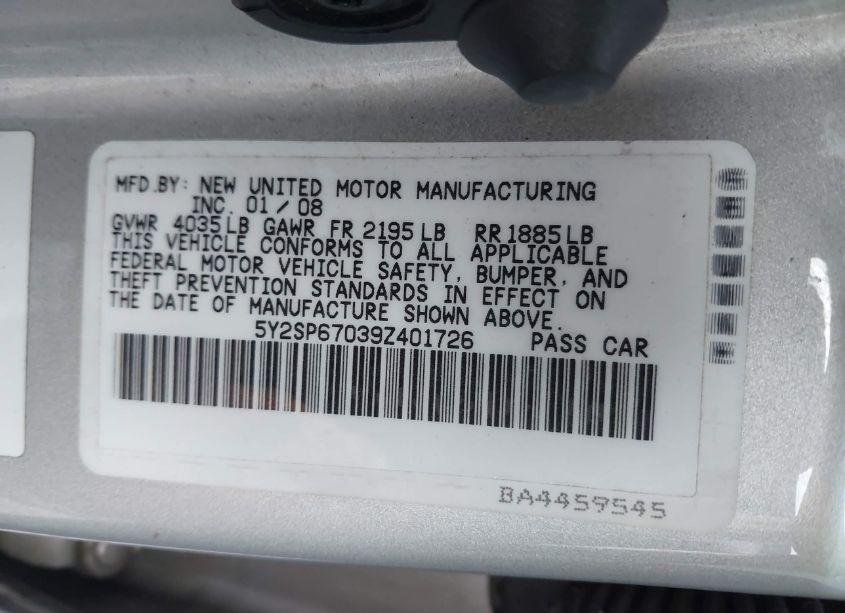 MFD.BY: NEW UNITED MOTOR MANUFACTURING
INC. 01/08
GVWR 4035LB GAWR FR 2195LB RR 1885LB
THIS VEHICLE CONFORMS TO ALL APPLICABLE
FEDERAL MOTOR VEHICLE SAFETY, BUMPER, AND
THEFT PREVENTION STANDARDS IN EFFECT ON
THE DATE OF MANUFACTURE SHOWN ABOVE.
5Y2SP67039Z401726 PASS CAR
BA4459545